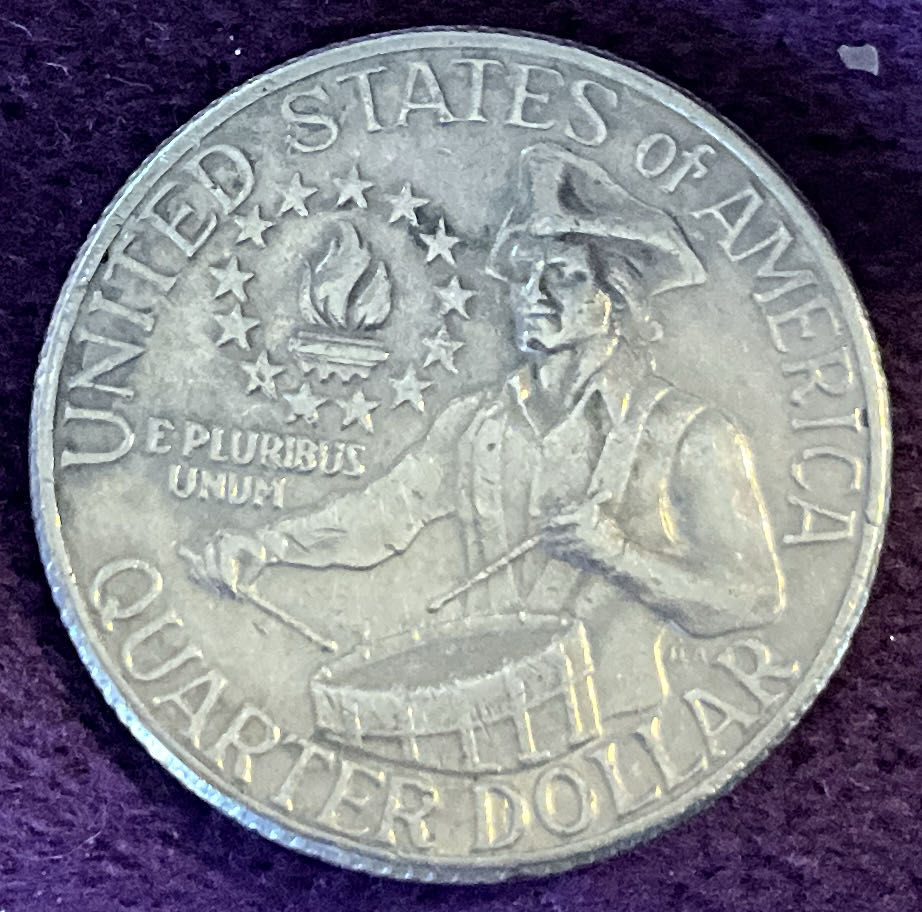 UNITED STATES of AMERICA
E PLURIBUS
UNUM
QUARTER DOLLAR